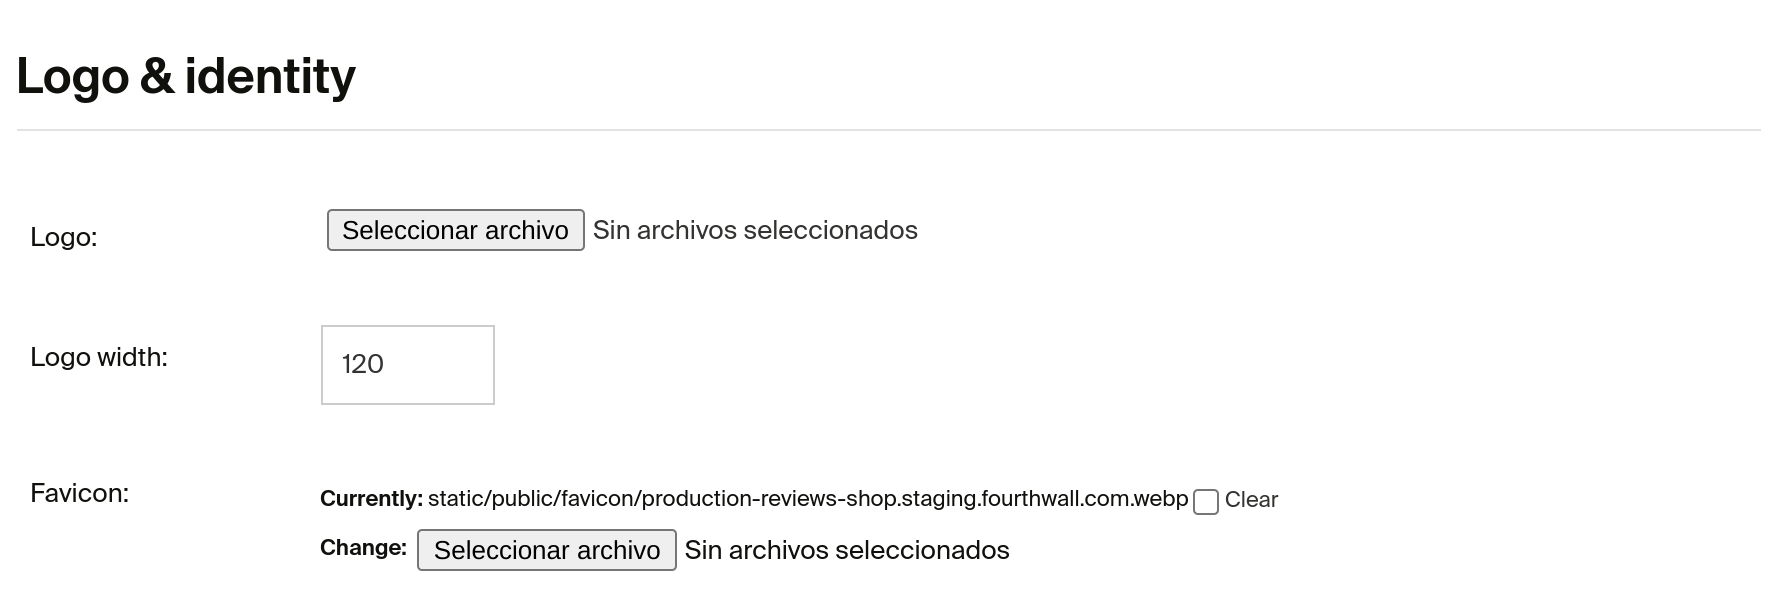 Logo & identity
Logo: Seleccionar archivo Sin archivos seleccionados
Logo width: 120
Favicon: Currently: static/public/favicon/production-reviews-shop.staging.fourthwall.com.webp Clear
Change: Seleccionar archivo Sin archivos seleccionados